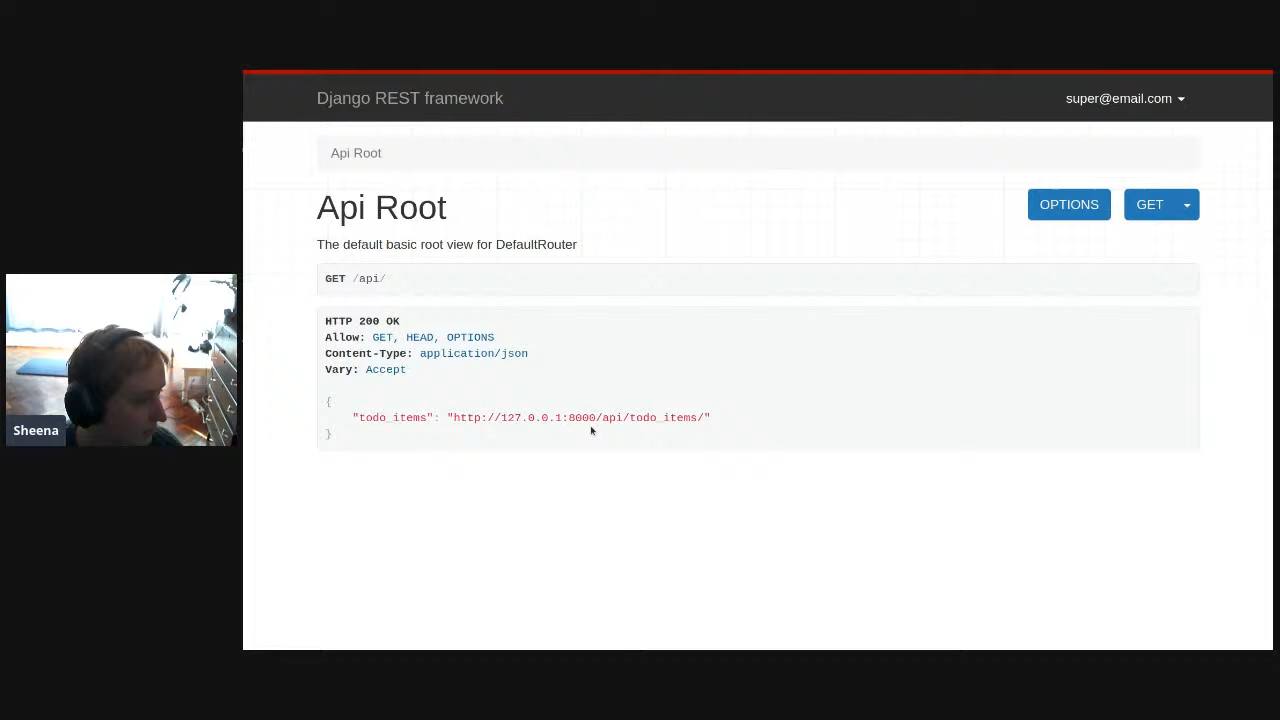 Django REST framework
super@email.com
Api Root
Api Root
OPTIONS
GET
The default basic root view for DefaultRouter
GET /api/
HTTP 200 OK
Allow: GET, HEAD, OPTIONS
Content-Type: application/json
Vary: Accept
{
    "todo_items": "http://127.0.0.1:8000/api/todo_items/"
}
Sheena